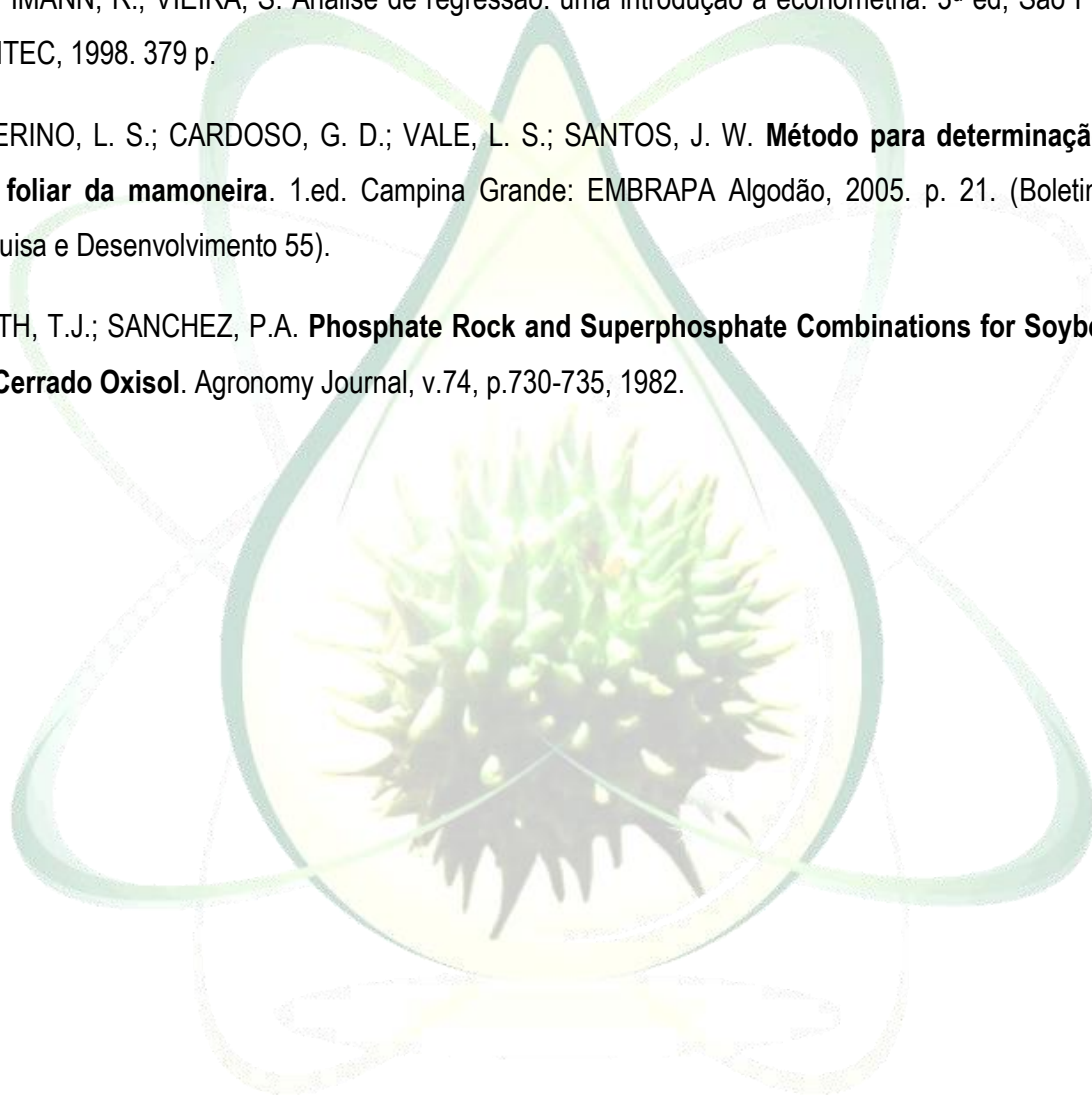 IMANN, R.; VIEIRA, S. Análise de regressão: uma introdução à econometria. 3ª ed, São P
ITEC, 1998. 379 p.
ERINO, L. S.; CARDOSO, G. D.; VALE, L. S.; SANTOS, J. W. Método para determinaçã
foliar da mamoneira. 1.ed. Campina Grande: EMBRAPA Algodão, 2005. p. 21. (Boletin
uisa e Desenvolvimento 55).
TH, T.J.; SANCHEZ, P.A. Phosphate Rock and Superphosphate Combinations for Soyb
Cerrado Oxisol. Agronomy Journal, v.74, p.730-735, 1982.